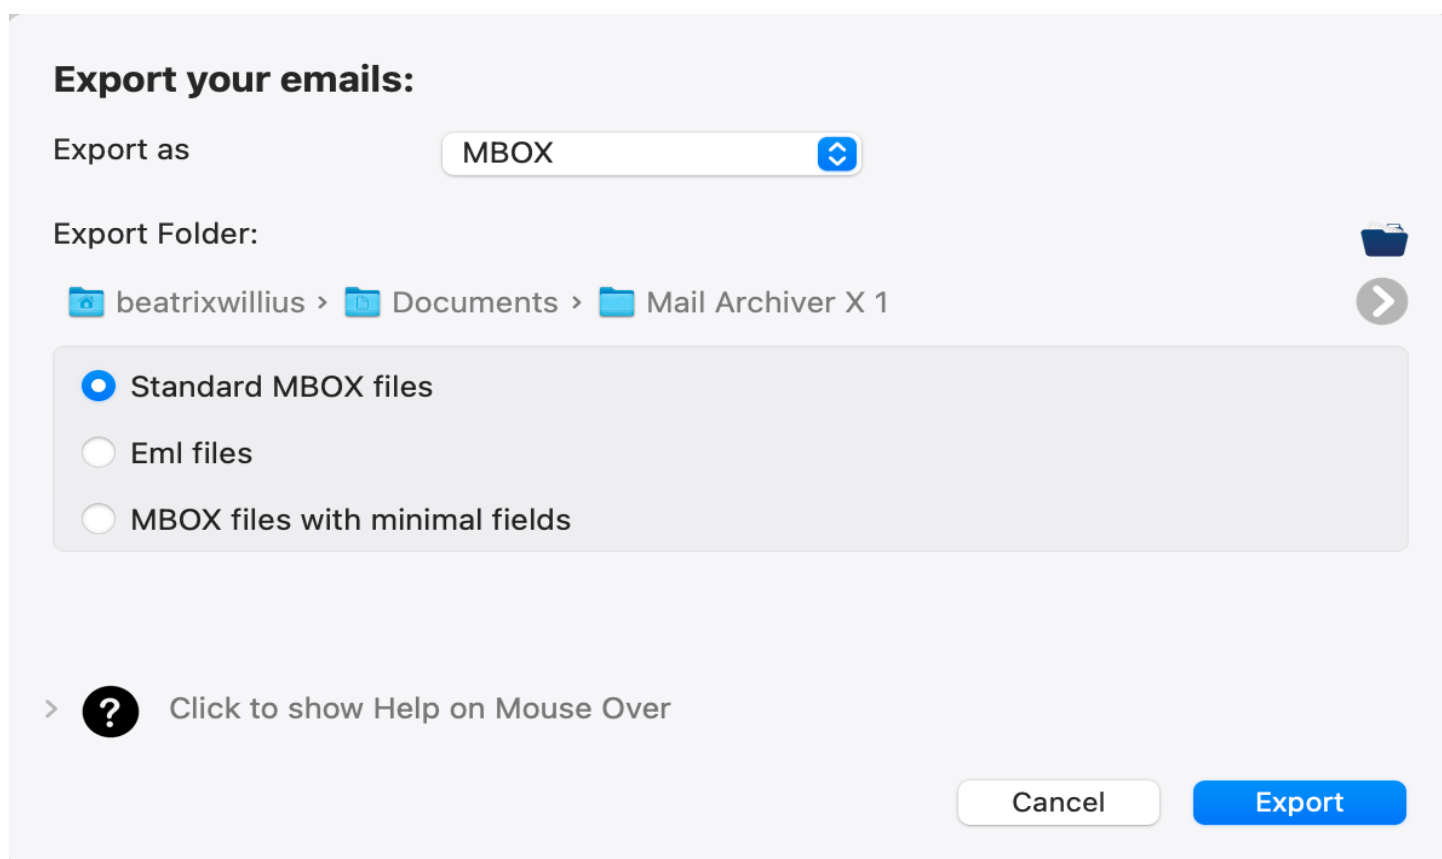 Export your emails:
Export as MBOX
Export Folder:
beatrixwillius › Documents › Mail Archiver X 1
Standard MBOX files
Eml files
MBOX files with minimal fields
? Click to show Help on Mouse Over
Cancel Export